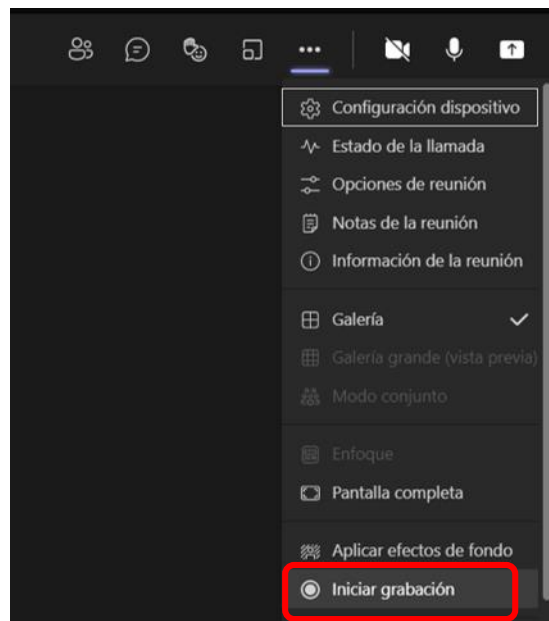 Configuración dispositivo
Estado de la llamada
Opciones de reunión
Notas de la reunión
Información de la reunión
Galería
Galería grande (vista previa)
Modo conjunto
Enfoque
Pantalla completa
Aplicar efectos de fondo
Iniciar grabación